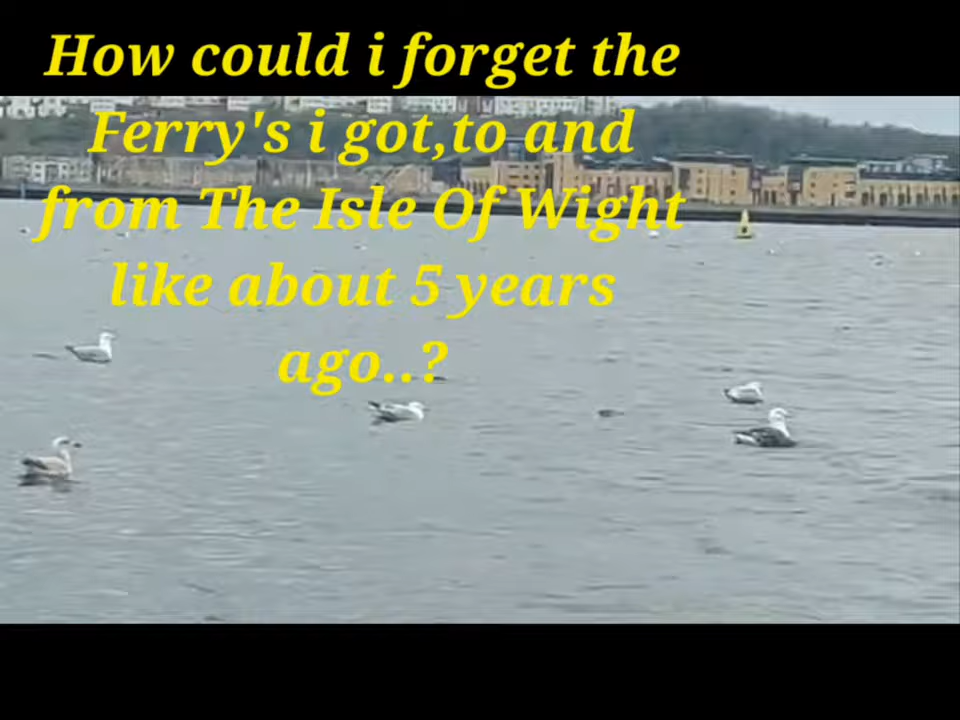 How could i forget the
Ferry's i got,to and
from The Isle Of Wight
like about 5 years
ago..?